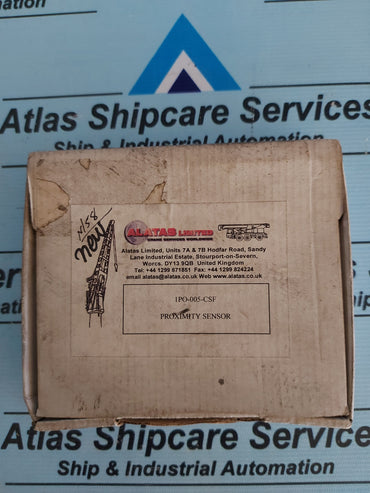 ation
Atlas Shipcare Services
Ship & Industrial Automation
N/58
new
ALATAS LIMITED
CRANE SERVICES WORLDWIDE
Alatas Limited, Units 7A & 7B Hodfar Road, Sandy
Lane Industrial Estate, Stourport-on-Severn,
Worcs. DY13 9QB United Kingdom
Tel: +44 1299 871851 Fax: +44 1299 824224
email alatas@alatas.co.uk Web www.alatas.co.uk
1PO-005-CSF
PROXIMITY SENSOR
Atlas Shipcare Services
Ship & Industrial Automation